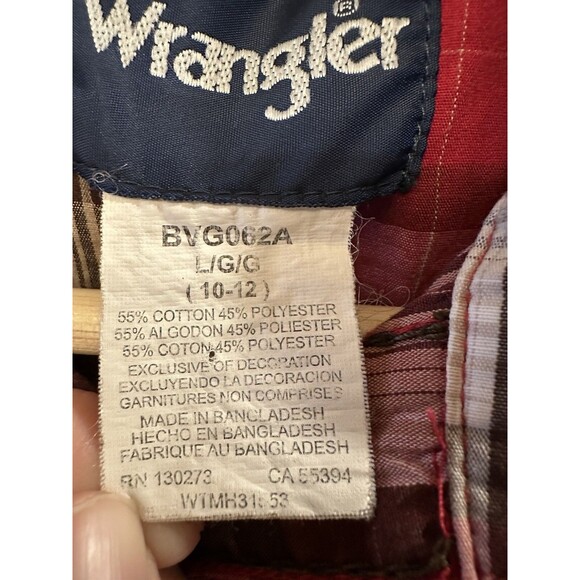 Wrangler ®
BVG062A
L/G/G
( 10-12 )
55% COTTON 45% POLYESTER
55% ALGODON 45% POLIESTER
55% COTON 45% POLYESTER
EXCLUSIVE OF DECORATION
EXCLUYENDO LA DECORACION
GARNITURES NON COMPRISES
MADE IN BANGLADESH
HECHO EN BANGLADESH
FABRIQUE AU BANGLADESH
RN 130273 CA 55394